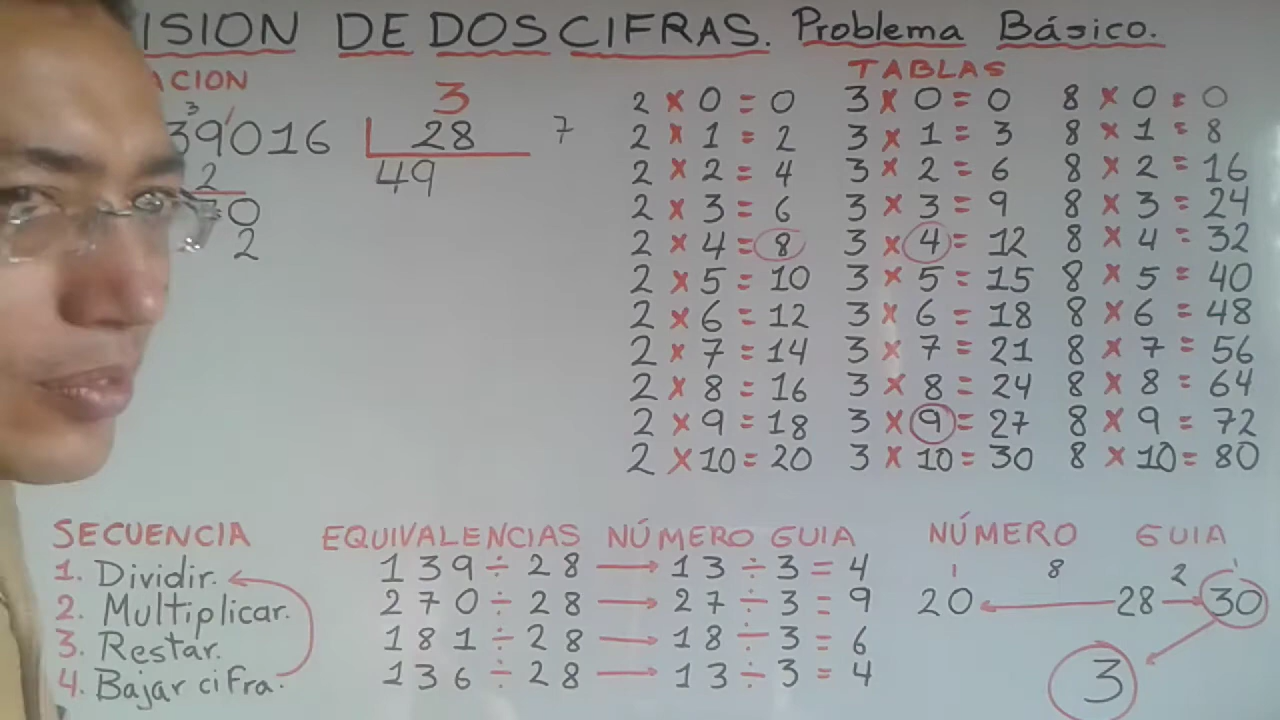 ISION DE DOS CIFRAS. Problema Básico.
ACION
3
39016 28 7
3 1
2
49
0
2
TABLAS
2 × 0 = 0 3 × 0 = 0 8 × 0 = 0
2 × 1 = 2 3 × 1 = 3 8 × 1 = 8
2 × 2 = 4 3 × 2 = 6 8 × 2 = 16
2 × 3 = 6 3 × 3 = 9 8 × 3 = 24
2 × 4 = 8 3 × 4 = 12 8 × 4 = 32
2 × 5 = 10 3 × 5 = 15 8 × 5 = 40
2 × 6 = 12 3 × 6 = 18 8 × 6 = 48
2 × 7 = 14 3 × 7 = 21 8 × 7 = 56
2 × 8 = 16 3 × 8 = 24 8 × 8 = 64
2 × 9 = 18 3 × 9 = 27 8 × 9 = 72
2 × 10 = 20 3 × 10 = 30 8 × 10 = 80
SECUENCIA
1. Dividir.
2. Multiplicar.
3. Restar.
4. Bajar cifra.
EQUIVALENCIAS NÚMERO GUIA
139 ÷ 28 → 13 ÷ 3 = 4
270 ÷ 28 → 27 ÷ 3 = 9
181 ÷ 28 → 18 ÷ 3 = 6
136 ÷ 28 → 13 ÷ 3 = 4
NÚMERO GUIA
8 2
20 ← 28 → 30
3